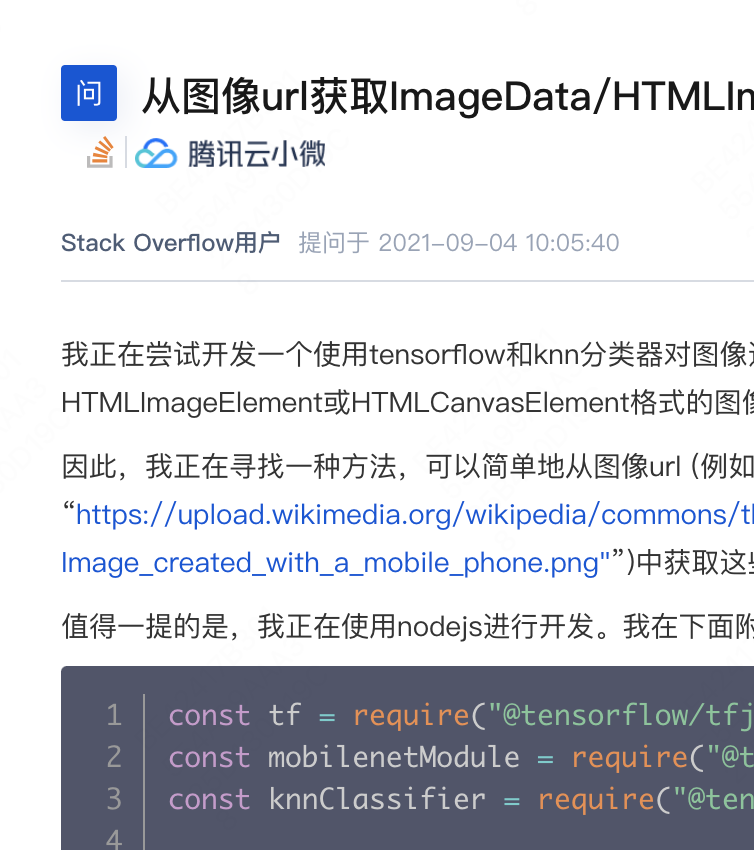 问 从图像url获取ImageData/HTMLIm
腾讯云小微
Stack Overflow用户 提问于 2021-09-04 10:05:40
我正在尝试开发一个使用tensorflow和knn分类器对图像
HTMLImageElement或HTMLCanvasElement格式的图像
因此，我正在寻找一种方法，可以简单地从图像url (例如
“https://upload.wikimedia.org/wikipedia/commons/t
Image_created_with_a_mobile_phone.png"”)中获取这些
值得一提的是，我正在使用nodejs进行开发。我在下面附
1 const tf = require("@tensorflow/tfj
2 const mobilenetModule = require("@t
3 const knnClassifier = require("@ten
4